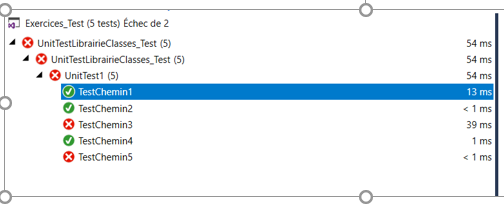 Exercices_Test (5 tests) Échec de 2
UnitTestLibrairieClasses_Test (5) 54 ms
UnitTestLibrairieClasses_Test (5) 54 ms
UnitTest1 (5) 54 ms
TestChemin1 13 ms
TestChemin2 < 1 ms
TestChemin3 39 ms
TestChemin4 1 ms
TestChemin5 < 1 ms